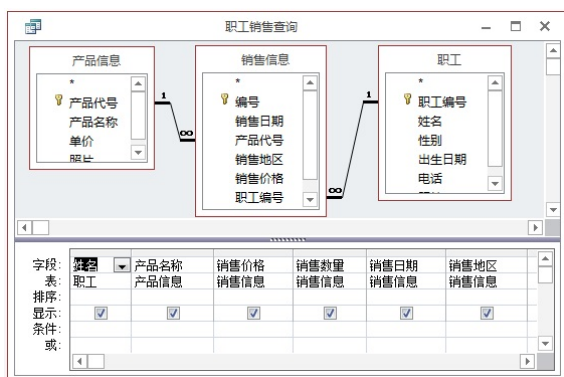 职工销售查询
产品信息
*
产品代号
产品名称
单价
照片
1
∞
销售信息
*
编号
销售日期
产品代号
销售地区
销售价格
职工编号
1
∞
职工
*
职工编号
姓名
性别
出生日期
电话
字段: 姓名 产品名称 销售价格 销售数量 销售日期 销售地区
表: 职工 产品信息 销售信息 销售信息 销售信息 销售信息
排序:
显示:
条件:
或: